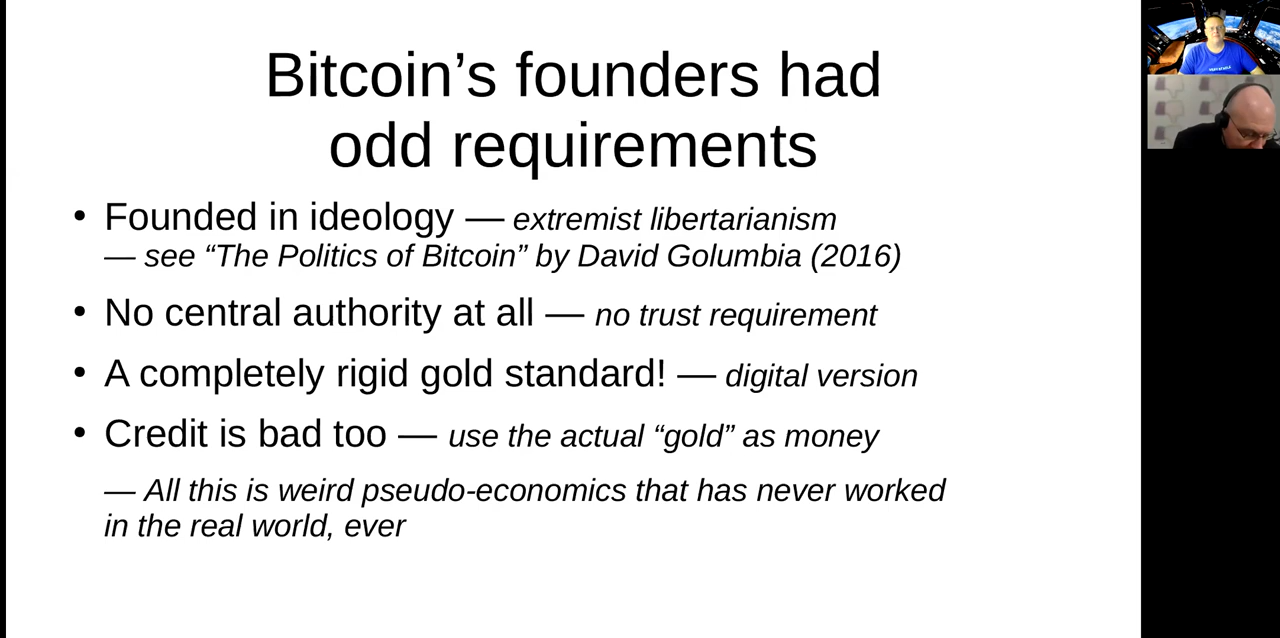 Bitcoin’s founders had
odd requirements
• Founded in ideology — extremist libertarianism
— see “The Politics of Bitcoin” by David Golumbia (2016)
• No central authority at all — no trust requirement
• A completely rigid gold standard! — digital version
• Credit is bad too — use the actual “gold” as money
— All this is weird pseudo-economics that has never worked
in the real world, ever